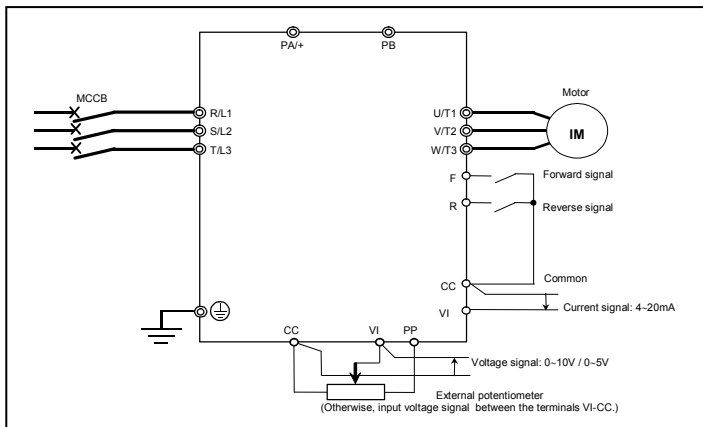 PA/+ PB
MCCB
Motor
R/L1 U/T1
S/L2 V/T2 IM
T/L3 W/T3
F Forward signal
R Reverse signal
CC Common
VI Current signal: 4~20mA
CC VI PP
Voltage signal: 0~10V / 0~5V
External potentiometer
(Otherwise, input voltage signal between the terminals VI-CC.)